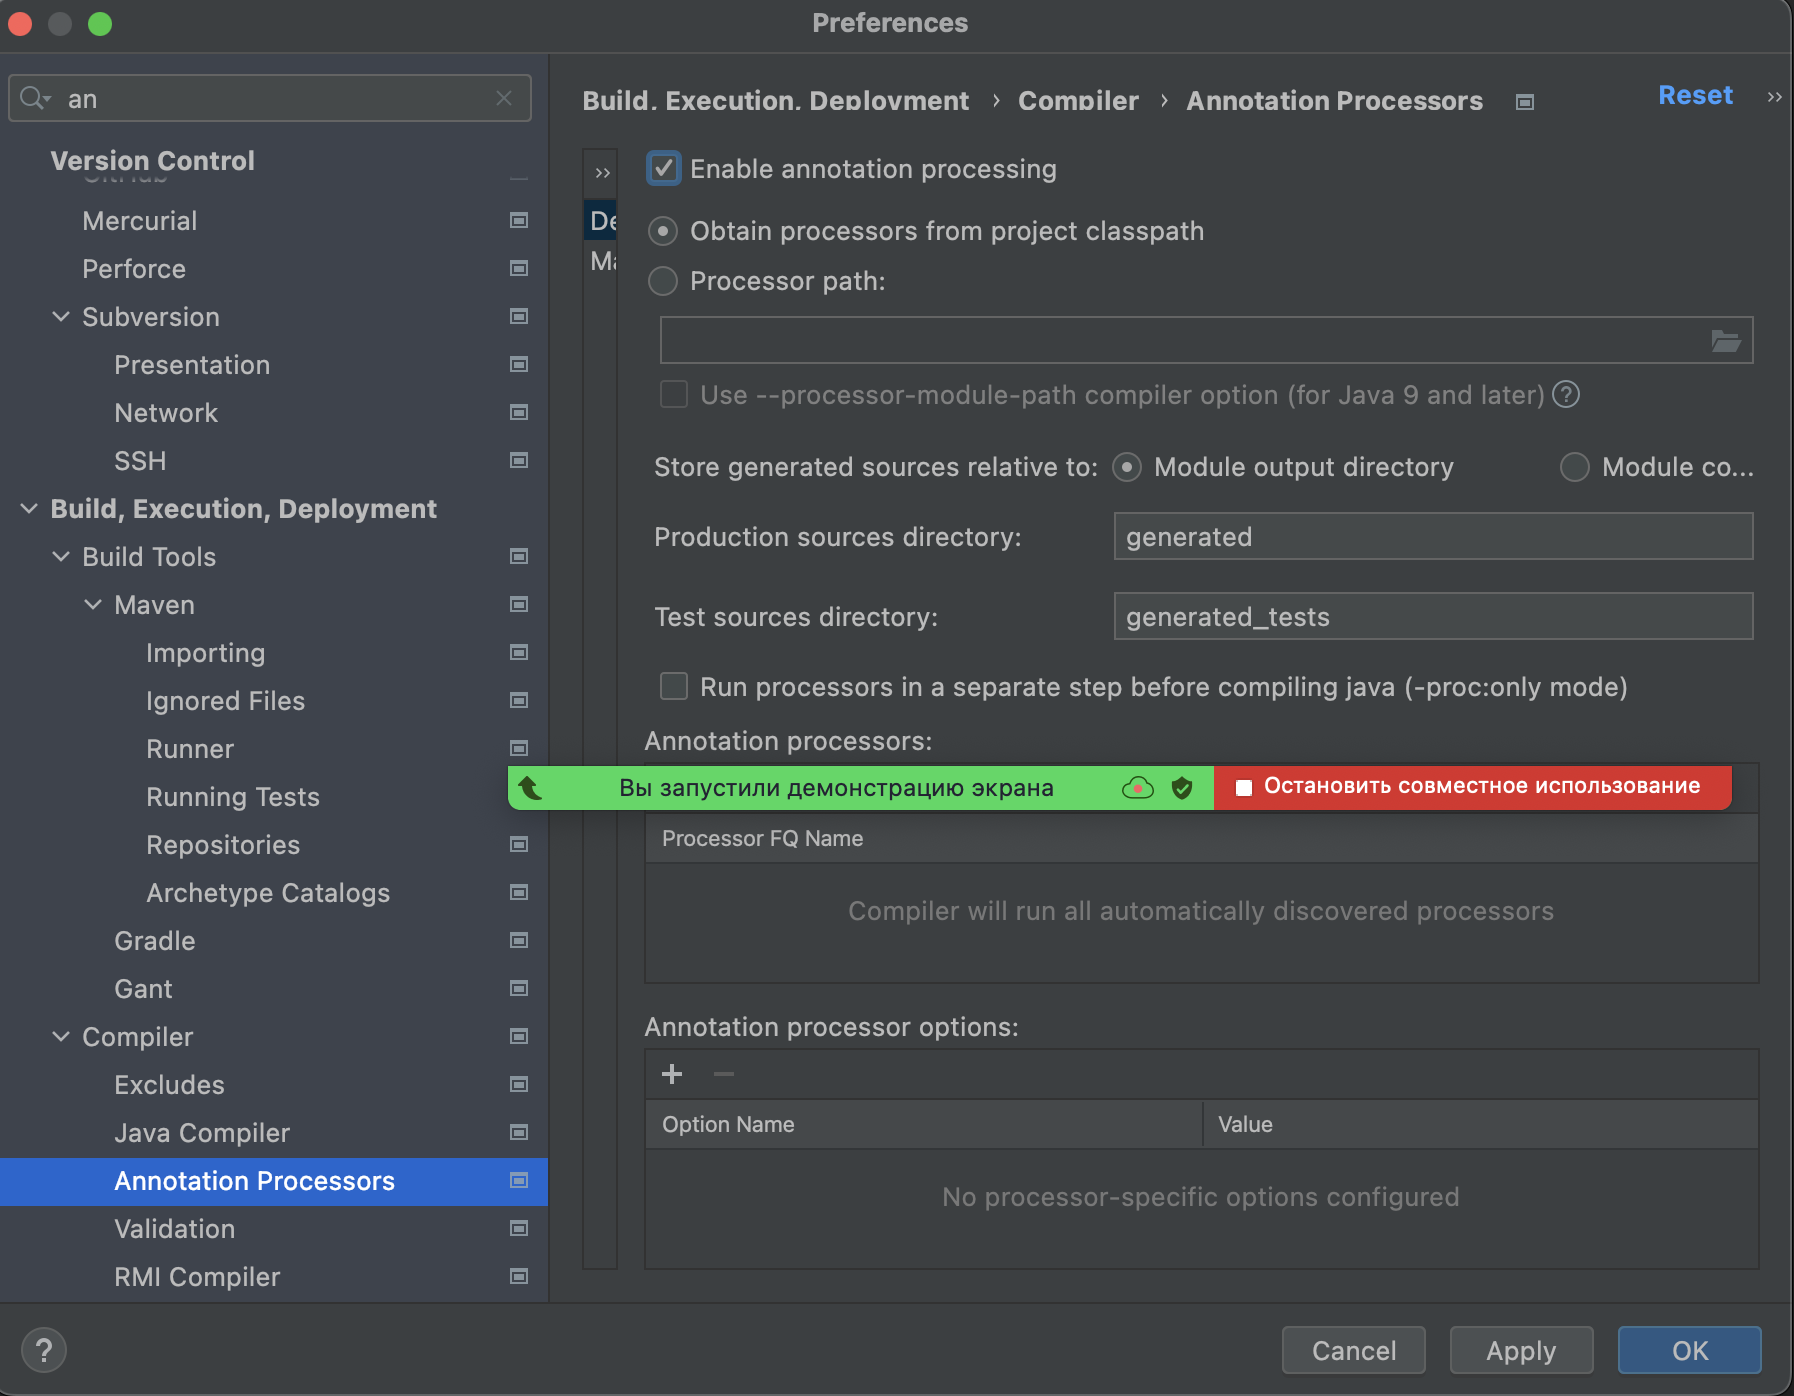 Preferences
an
Version Control
GitHub
Mercurial
Perforce
Subversion
Presentation
Network
SSH
Build, Execution, Deployment
Build Tools
Maven
Importing
Ignored Files
Runner
Running Tests
Repositories
Archetype Catalogs
Gradle
Gant
Compiler
Excludes
Java Compiler
Annotation Processors
Validation
RMI Compiler
Build, Execution, Deployment › Compiler › Annotation Processors
Reset
»
»
De
Ma
Enable annotation processing
Obtain processors from project classpath
Processor path:
Use --processor-module-path compiler option (for Java 9 and later) ?
Store generated sources relative to: Module output directory Module co...
Production sources directory: generated
Test sources directory: generated_tests
Run processors in a separate step before compiling java (-proc:only mode)
Annotation processors:
Вы запустили демонстрацию экрана Остановить совместное использование
Processor FQ Name
Compiler will run all automatically discovered processors
Annotation processor options:
+ −
Option Name Value
No processor-specific options configured
? Cancel Apply OK